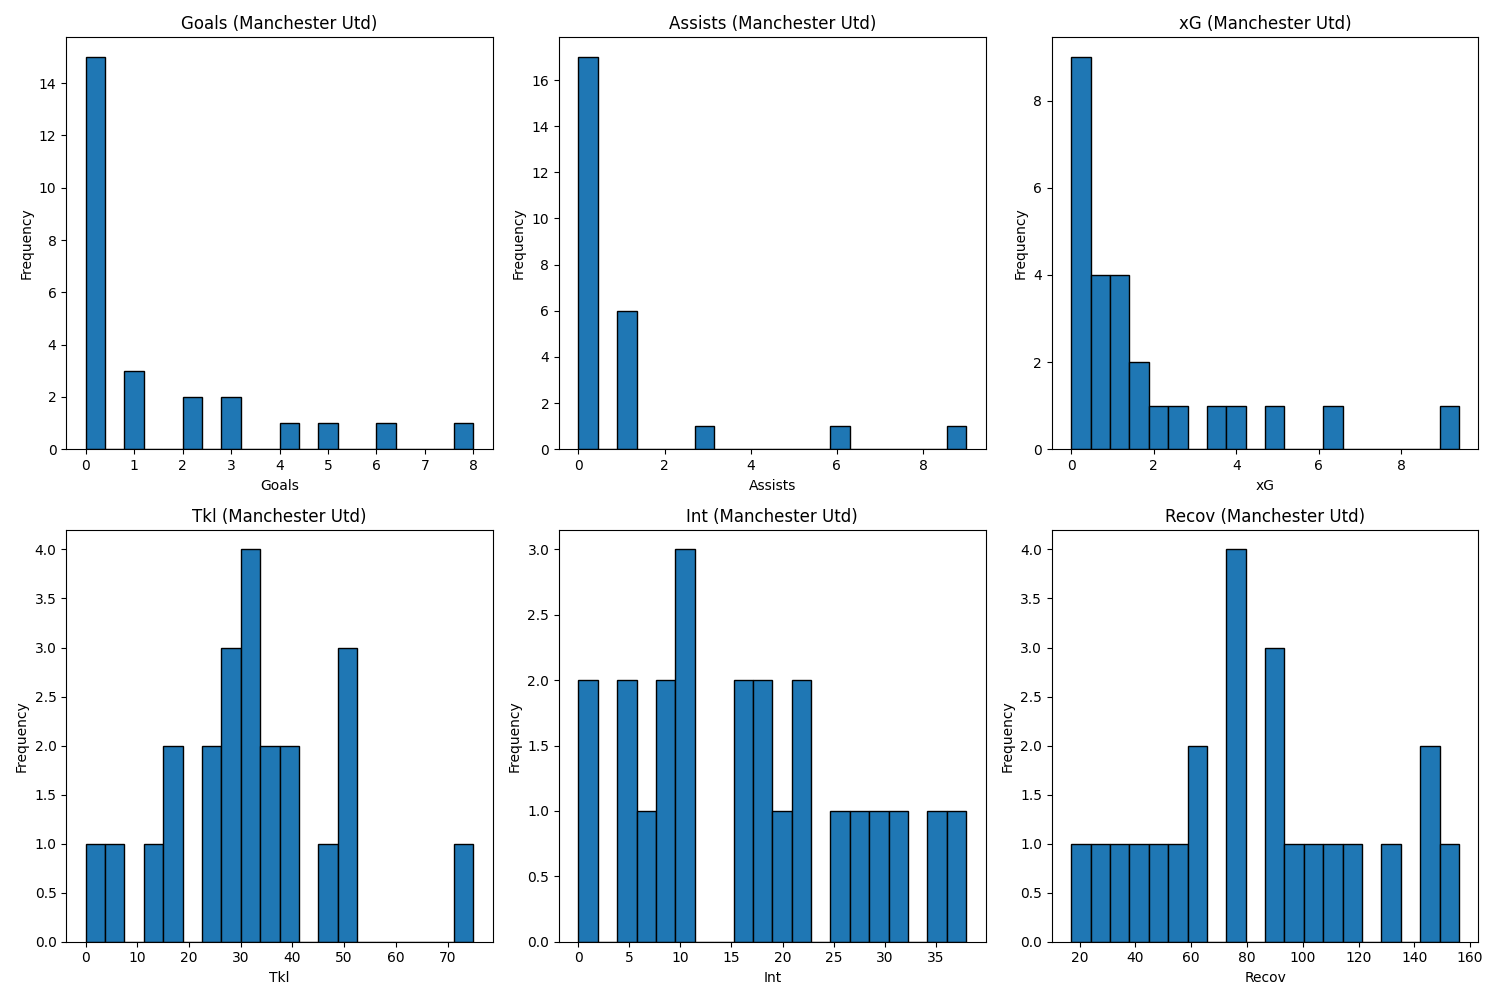 Goals (Manchester Utd)
Frequency
14
12
10
8
6
4
2
0
0 1 2 3 4 5 6 7 8
Goals
Assists (Manchester Utd)
Frequency
16
14
12
10
8
6
4
2
0
0 2 4 6 8
Assists
xG (Manchester Utd)
Frequency
8
6
4
2
0
0 2 4 6 8
xG
Tkl (Manchester Utd)
Frequency
4.0
3.5
3.0
2.5
2.0
1.5
1.0
0.5
0.0
0 10 20 30 40 50 60 70
Tkl
Int (Manchester Utd)
Frequency
3.0
2.5
2.0
1.5
1.0
0.5
0.0
0 5 10 15 20 25 30 35
Int
Recov (Manchester Utd)
Frequency
4.0
3.5
3.0
2.5
2.0
1.5
1.0
0.5
0.0
20 40 60 80 100 120 140 160
Recov